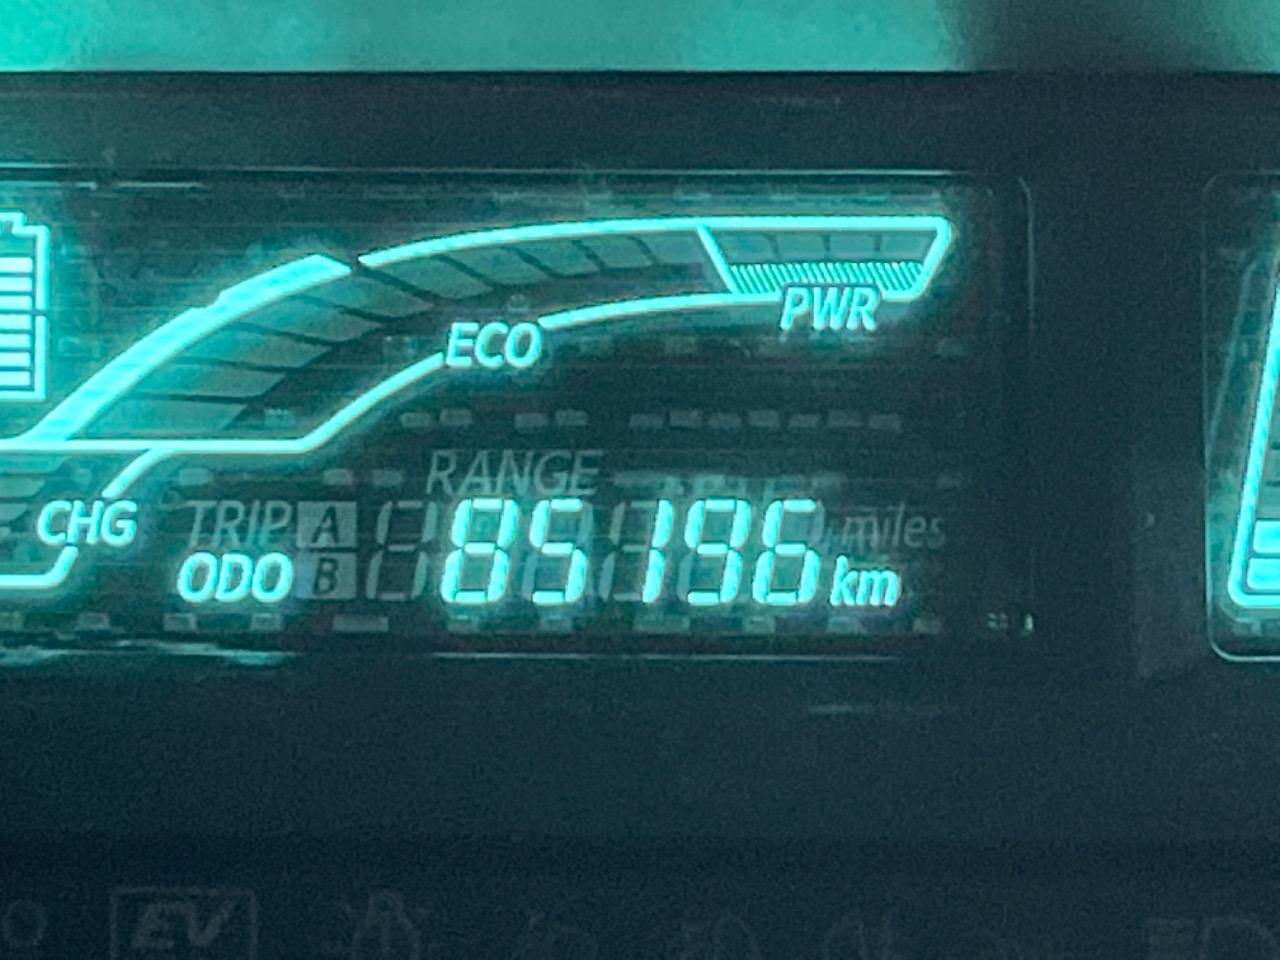 PWR
ECO
RANGE
CHG
TRIP A miles
ODO B 85196 km
EV